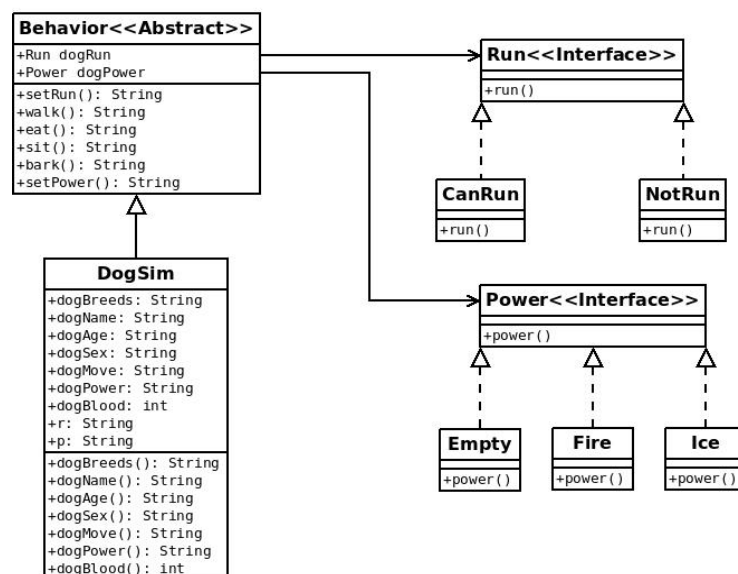 Behavior<<Abstract>>
+Run dogRun
+Power dogPower
+setRun(): String
+walk(): String
+eat(): String
+sit(): String
+bark(): String
+setPower(): String
Run<<Interface>>
+run()
CanRun
+run()
NotRun
+run()
DogSim
+dogBreeds: String
+dogName: String
+dogAge: String
+dogSex: String
+dogMove: String
+dogPower: String
+dogBlood: int
+r: String
+p: String
+dogBreeds(): String
+dogName(): String
+dogAge(): String
+dogSex(): String
+dogMove(): String
+dogPower(): String
+dogBlood(): int
Power<<Interface>>
+power()
Empty
+power()
Fire
+power()
Ice
+power()